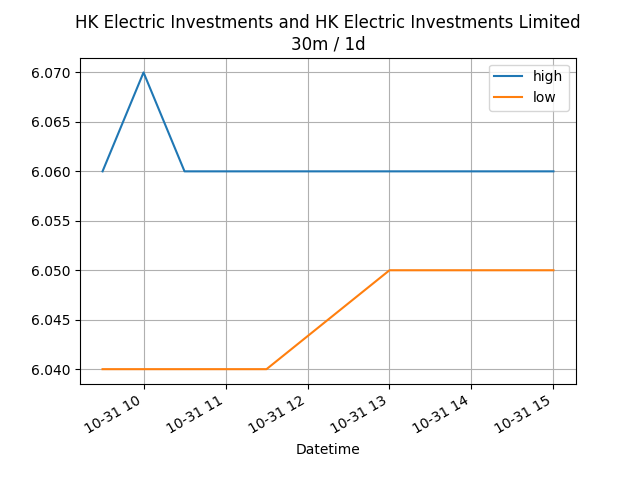 HK Electric Investments and HK Electric Investments Limited
30m / 1d
high
low
6.070
6.065
6.060
6.055
6.050
6.045
6.040
10-31 10
10-31 11
10-31 12
10-31 13
10-31 14
10-31 15
Datetime